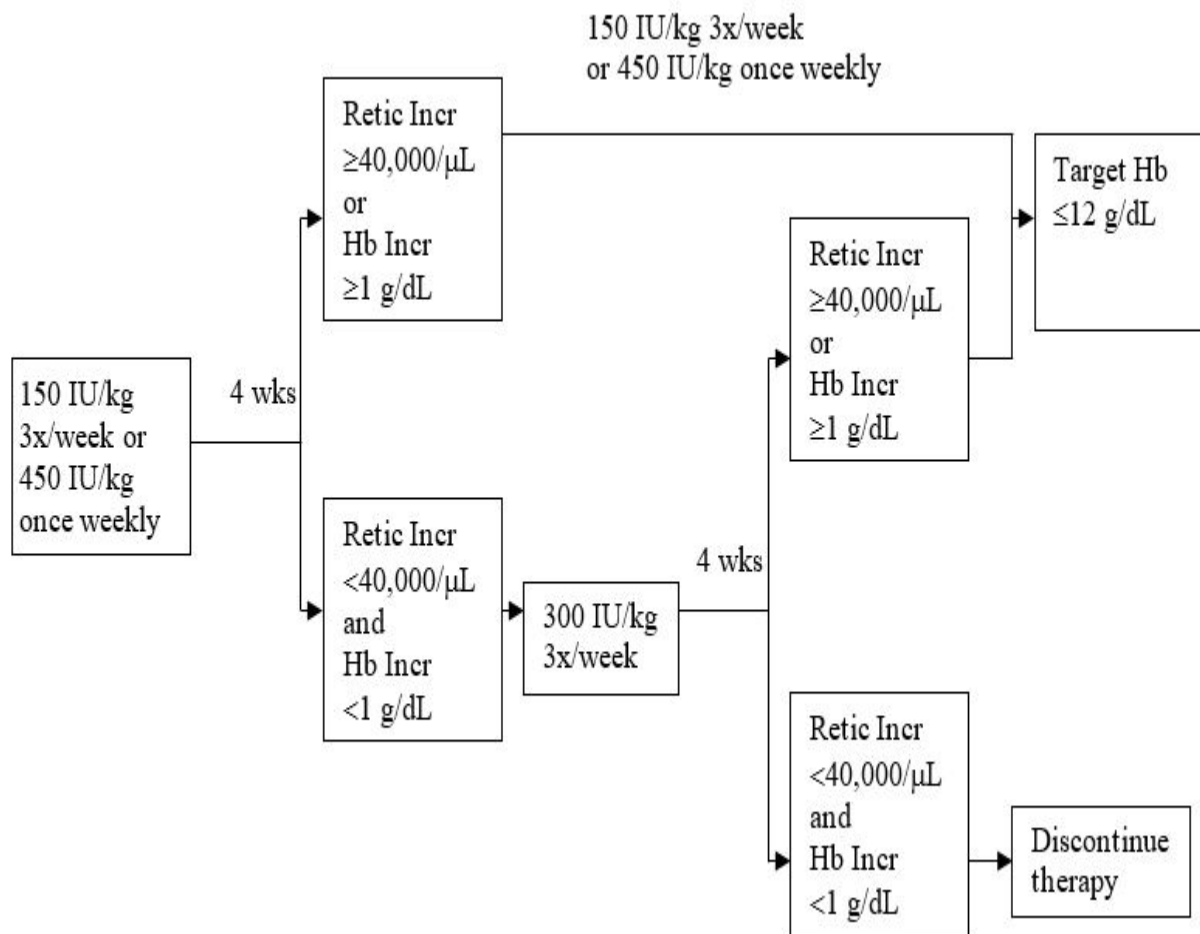 150 IU/kg 3x/week
or 450 IU/kg once weekly
Retic Incr
≥40,000/μL
or
Hb Incr
≥1 g/dL
Target Hb
≤12 g/dL
Retic Incr
≥40,000/μL
or
Hb Incr
≥1 g/dL
150 IU/kg
3x/week or
450 IU/kg
once weekly
4 wks
Retic Incr
<40,000/μL
and
Hb Incr
<1 g/dL
300 IU/kg
3x/week
4 wks
Retic Incr
<40,000/μL
and
Hb Incr
<1 g/dL
Discontinue
therapy